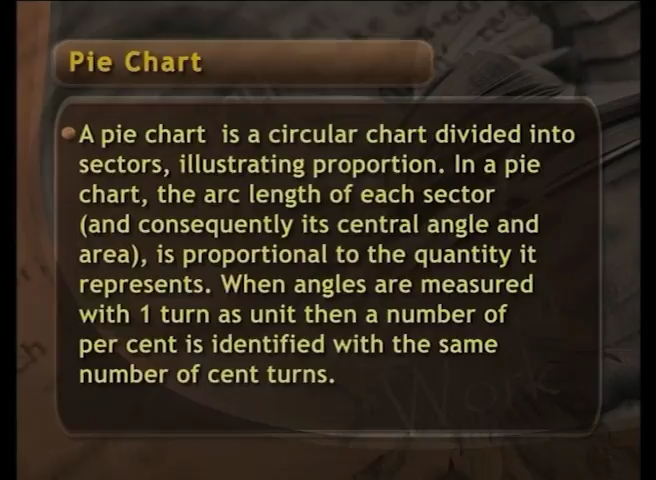 Pie Chart
A pie chart is a circular chart divided into
sectors, illustrating proportion. In a pie
chart, the arc length of each sector
(and consequently its central angle and
area), is proportional to the quantity it
represents. When angles are measured
with 1 turn as unit then a number of
per cent is identified with the same
number of cent turns.
Work